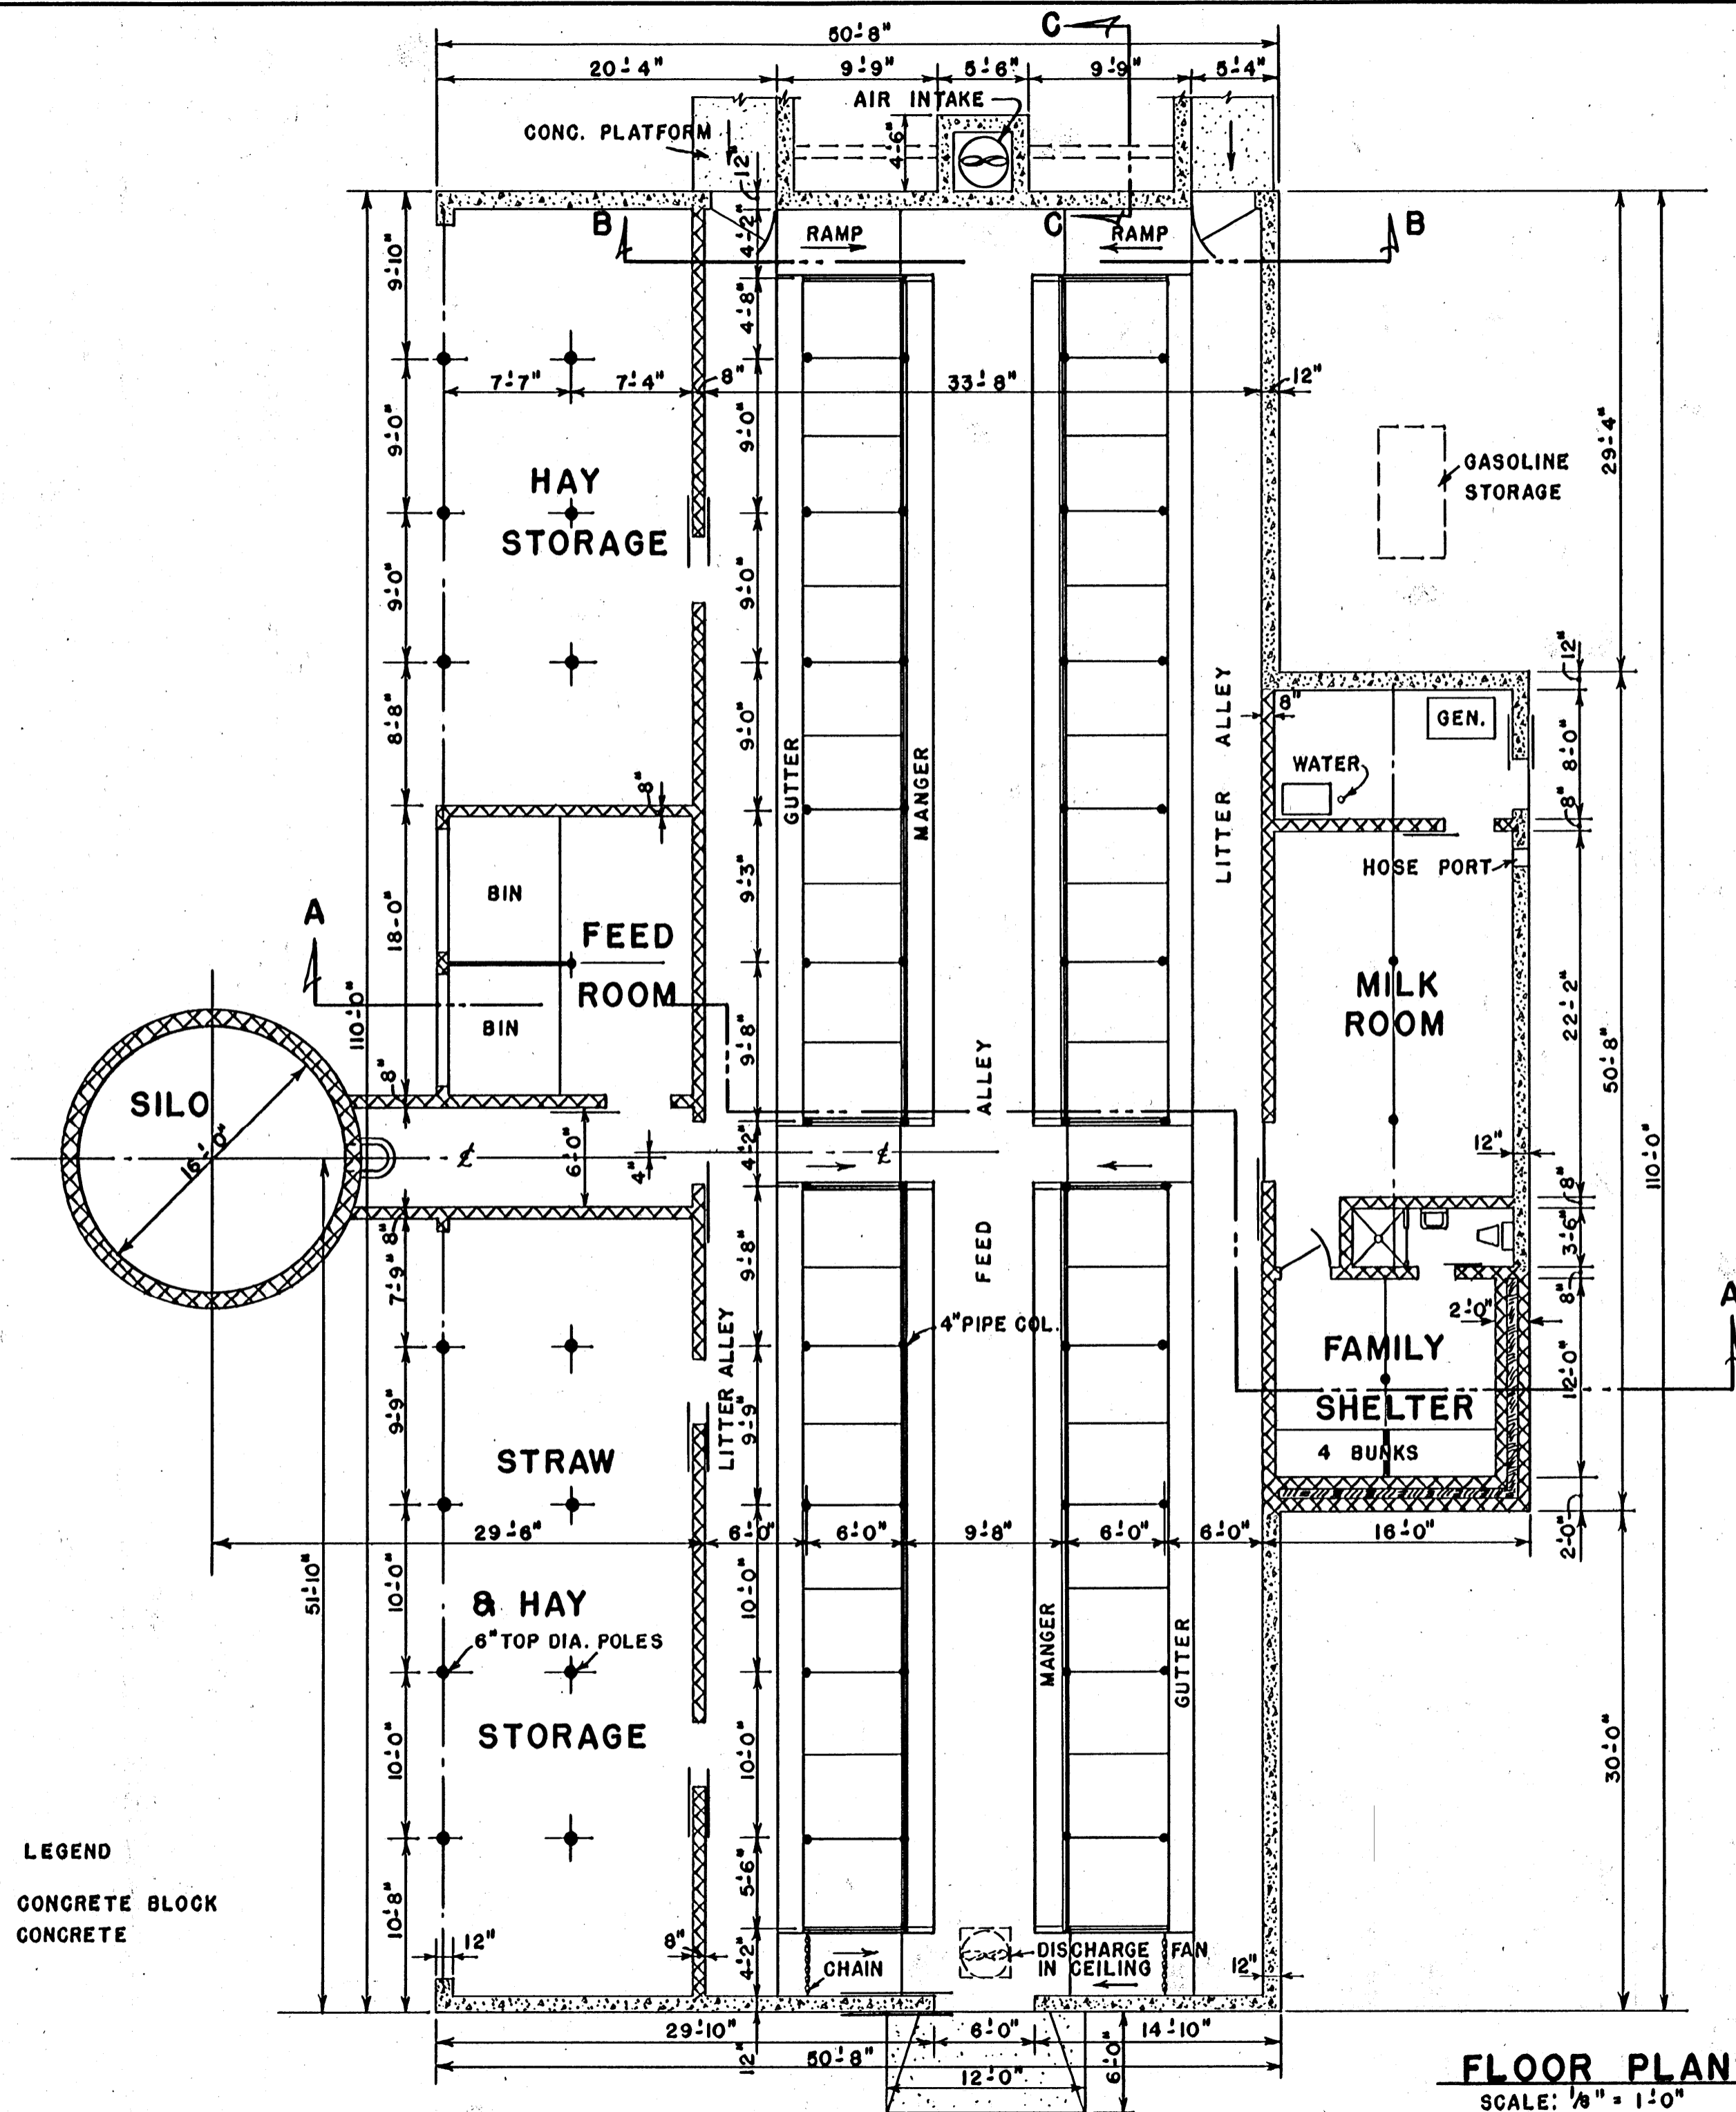 C
50'-8"
20'-4" 9'-9" 5'-6" 9'-9" 5'-4"
AIR INTAKE
CONC. PLATFORM
4'-6"
12"
B
C
B
RAMP
RAMP
4'-2"
9'-10"
4'-8"
7'-7" 7'-4" 8" 33'-8" 12"
9'-0"
9'-0"
29'-4"
HAY
STORAGE
GASOLINE
STORAGE
9'-0"
9'-0"
12"
8'-8"
9'-0"
GUTTER
MANGER
LITTER ALLEY
8"
GEN.
WATER
8'-0"
8"
8"
HOSE PORT
BIN
FEED
ROOM
BIN
18'-0"
9'-3"
A
110'-0"
MILK
ROOM
22'-2"
50'-8"
9'-8"
ALLEY
SILO
16'-0"
8"
℄
6'-0"
4"
4'-2"
℄
12"
110'-0"
8"
8"
3'-6"
7'-9"
9'-8"
FEED
8"
2'-0"
A
4" PIPE COL.
LITTER ALLEY
FAMILY
SHELTER
12'-0"
4 BUNKS
9'-9"
9'-9"
STRAW
29'-6" 6'-0" 6'-0" 9'-8" 6'-0" 6'-0" 16'-0"
2'-0"
51'-10"
10'-0"
10'-0"
& HAY
6" TOP DIA. POLES
MANGER
GUTTER
STORAGE
10'-0"
10'-0"
30'-0"
LEGEND
CONCRETE BLOCK
CONCRETE
5'-6"
10'-8"
12"
8"
4'-2"
CHAIN
DISCHARGE FAN
IN CEILING
12"
29'-10" 6'-0" 14'-10"
12"
50'-8"
6'-0"
12'-0"
FLOOR PLAN
SCALE: 1/8" = 1'-0"